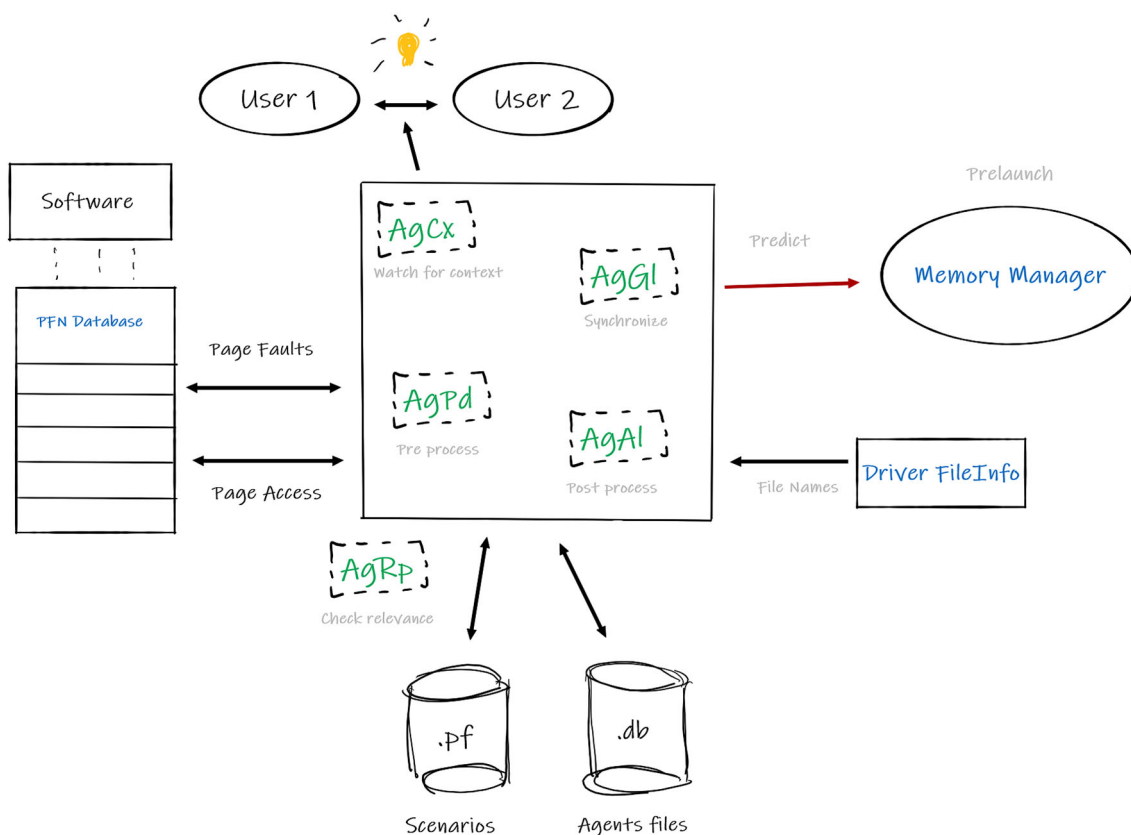 User 1
User 2
Software
PFN Database
Page Faults
Page Access
AgCx
Watch for context
AgGl
Synchronize
AgPd
Pre process
AgAl
Post process
Predict
Prelaunch
Memory Manager
File Names
Driver FileInfo
AgRp
Check relevance
.pf
Scenarios
.db
Agents files